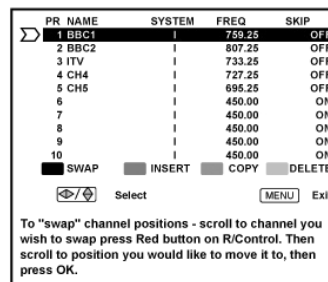 PR NAME SYSTEM FREQ SKIP
1 BBC1 I 759.25 OFF
2 BBC2 I 807.25 OFF
3 ITV I 733.25 OFF
4 CH4 I 727.25 OFF
5 CH5 I 695.25 OFF
6 I 450.00 ON
7 I 450.00 ON
8 I 450.00 ON
9 I 450.00 ON
10 I 450.00 ON
SWAP INSERT COPY DELETE
Select MENU Exi
To "swap" channel positions - scroll to channel you
wish to swap press Red button on R/Control. Then
scroll to position you would like to move it to, then
press OK.